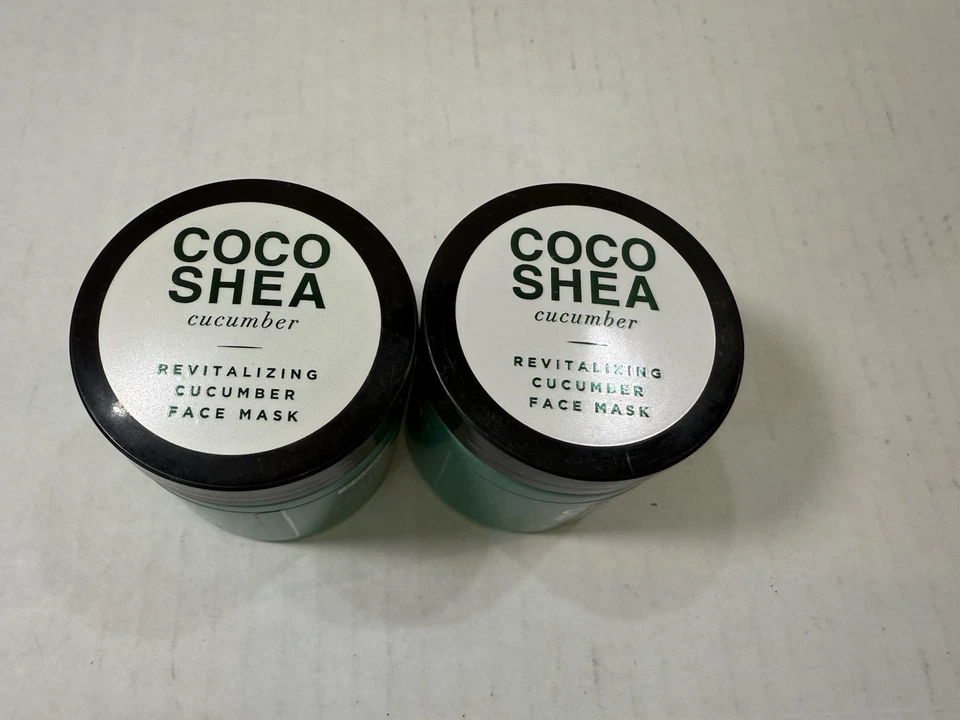 COCO
SHEA
cucumber
REVITALIZING
CUCUMBER
FACE MASK
COCO
SHEA
cucumber
REVITALIZING
CUCUMBER
FACE MASK